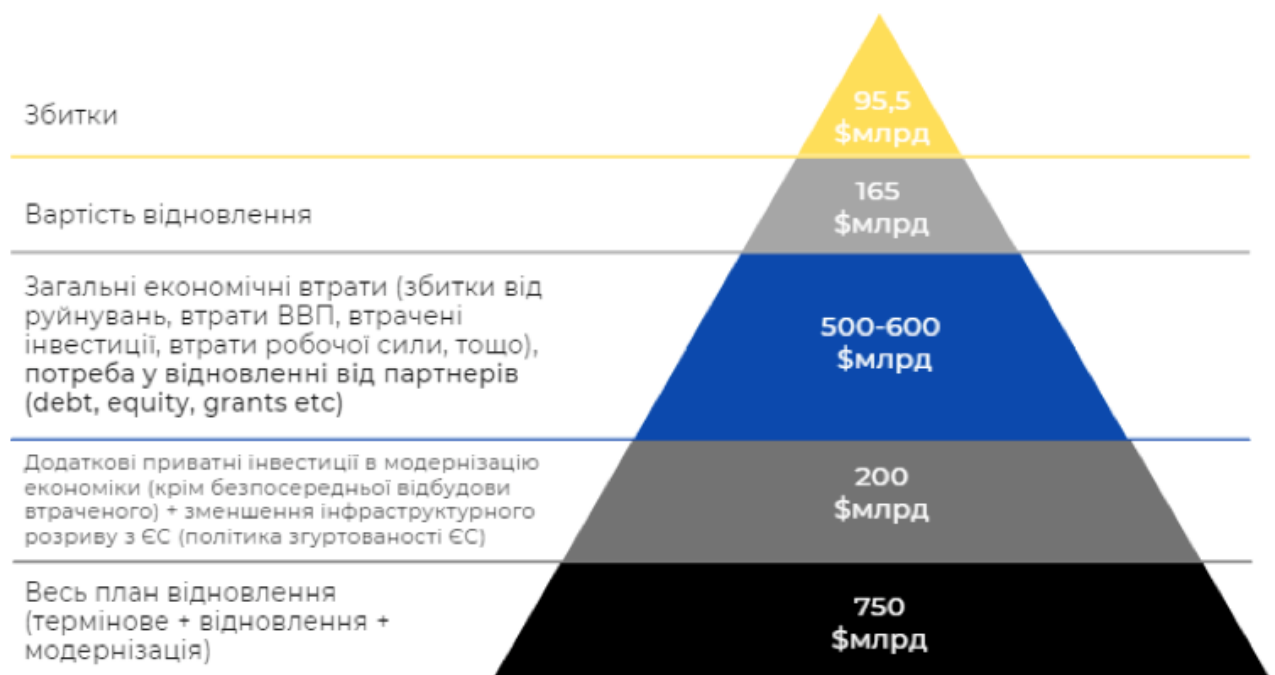 95,5
$млрд
Збитки
165
$млрд
Вартість відновлення
Загальні економічні втрати (збитки від
руйнувань, втрати ВВП, втрачені
інвестиції, втрати робочої сили, тощо),
потреба у відновленні від партнерів
(debt, equity, grants etc)
500-600
$млрд
Додаткові приватні інвестиції в модернізацію
економіки (крім безпосередньої відбудови
втраченого) + зменшення інфраструктурного
розриву з ЄС (політика згуртованості ЄС)
200
$млрд
Весь план відновлення
(термінове + відновлення +
модернізація)
750
$млрд